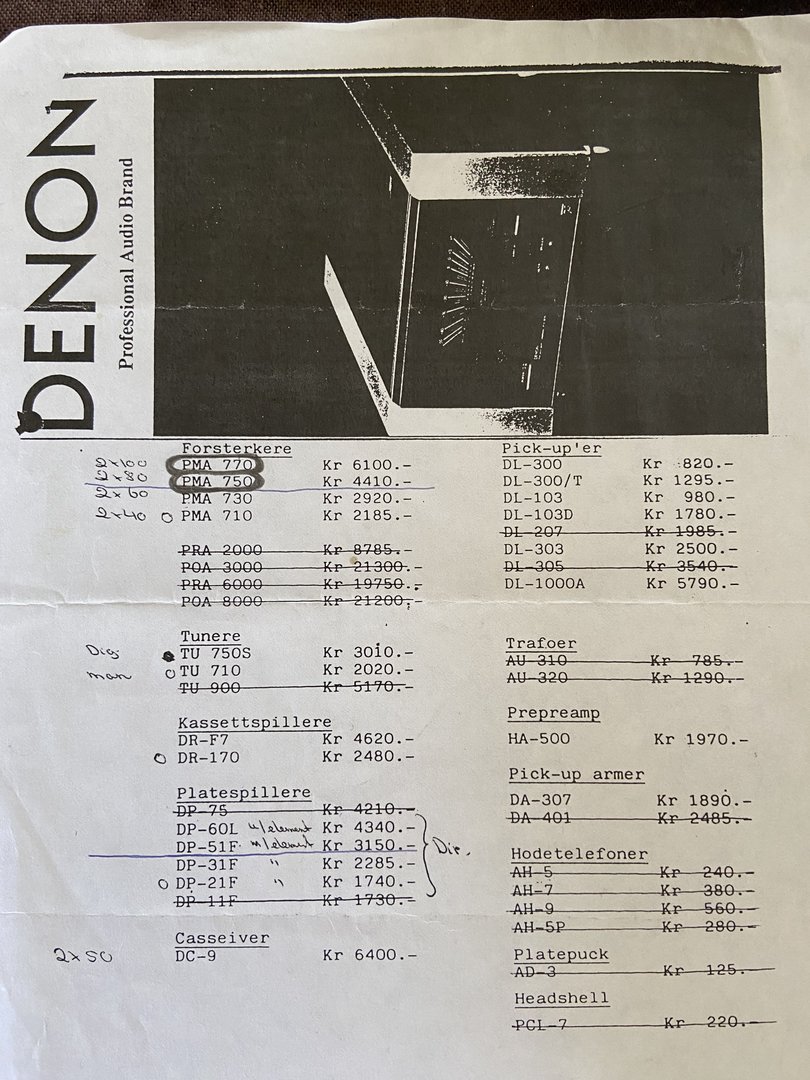 DENON
Professional Audio Brand
Forsterkere
2x100 PMA 770 Kr 6100.-
2x80 PMA 750 Kr 4410.-
2x60 PMA 730 Kr 2920.-
2x40 PMA 710 Kr 2185.-
PRA 2000 Kr 8785.-
POA 3000 Kr 21300.-
PRA 6000 Kr 19750.-
POA 8000 Kr 21200.-
Tunere
Dig TU 750S Kr 3010.-
man TU 710 Kr 2020.-
TU 900 Kr 5170.-
Kassettspillere
DR-F7 Kr 4620.-
DR-170 Kr 2480.-
Platespillere
DP-75 Kr 4210.-
DP-60L u/element Kr 4340.-
DP-51F m/element Kr 3150.-
DP-31F " Kr 2285.-
DP-21F " Kr 1740.-
DP-11F Kr 1730.-
Dir.
Casseiver
2x50 DC-9 Kr 6400.-
Pick-up'er
DL-300 Kr 820.-
DL-300/T Kr 1295.-
DL-103 Kr 980.-
DL-103D Kr 1780.-
DL-207 Kr 1985.-
DL-303 Kr 2500.-
DL-305 Kr 3540.-
DL-1000A Kr 5790.-
Trafoer
AU-310 Kr 785.-
AU-320 Kr 1290.-
Prepreamp
HA-500 Kr 1970.-
Pick-up armer
DA-307 Kr 1890.-
DA-401 Kr 2485.-
Hodetelefoner
AH-5 Kr 240.-
AH-7 Kr 380.-
AH-9 Kr 560.-
AH-5P Kr 280.-
Platepuck
AD-3 Kr 125.-
Headshell
PCL-7 Kr 220.-